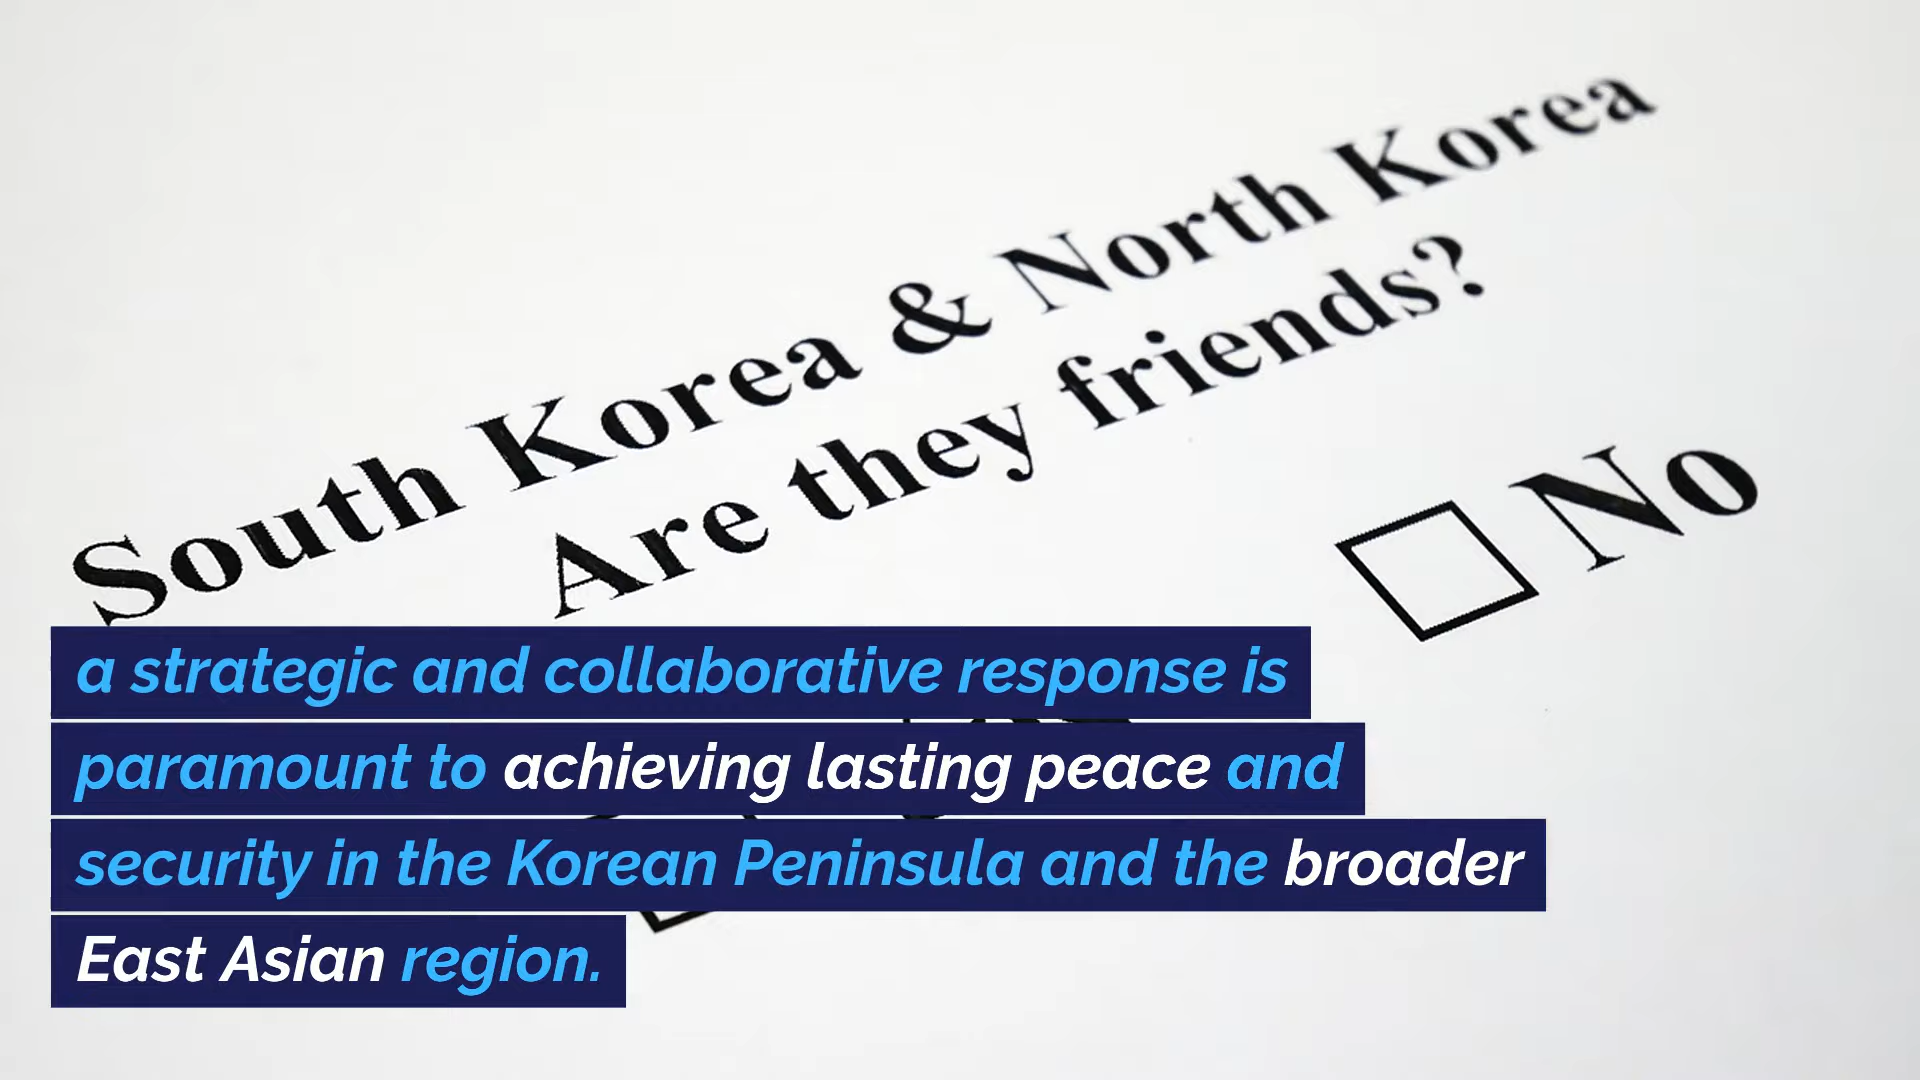 South Korea & North Korea
Are they friends?
No
a strategic and collaborative response is
paramount to achieving lasting peace and
security in the Korean Peninsula and the broader
East Asian region.